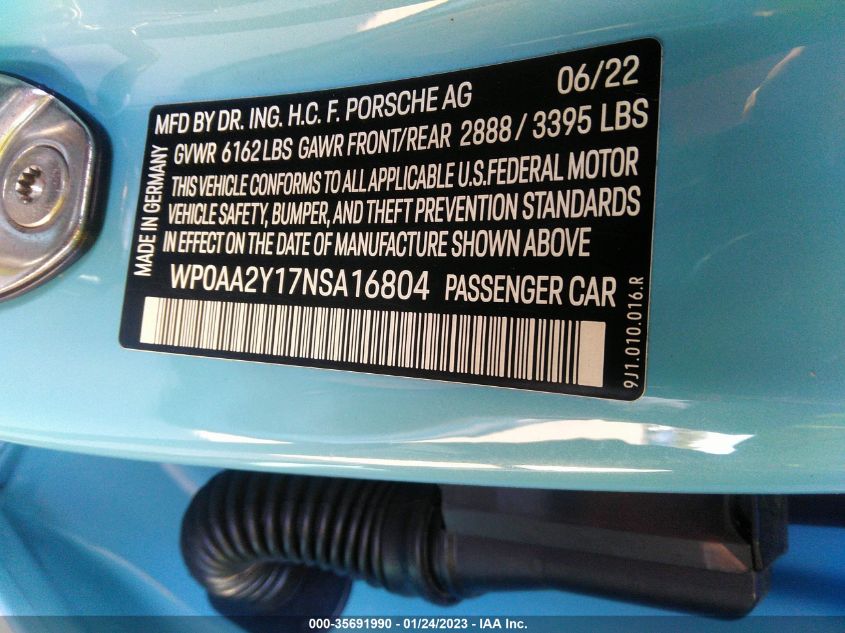 MFD BY DR. ING. H.C. F. PORSCHE AG 06/22
GVWR 6162 LBS GAWR FRONT/REAR 2888 / 3395 LBS
THIS VEHICLE CONFORMS TO ALL APPLICABLE U.S.FEDERAL MOTOR
VEHICLE SAFETY, BUMPER, AND THEFT PREVENTION STANDARDS
IN EFFECT ON THE DATE OF MANUFACTURE SHOWN ABOVE
MADE IN GERMANY
WP0AA2Y17NSA16804 PASSENGER CAR
9J1.010.016.R
000-35691990 - 01/24/2023 - IAA Inc.